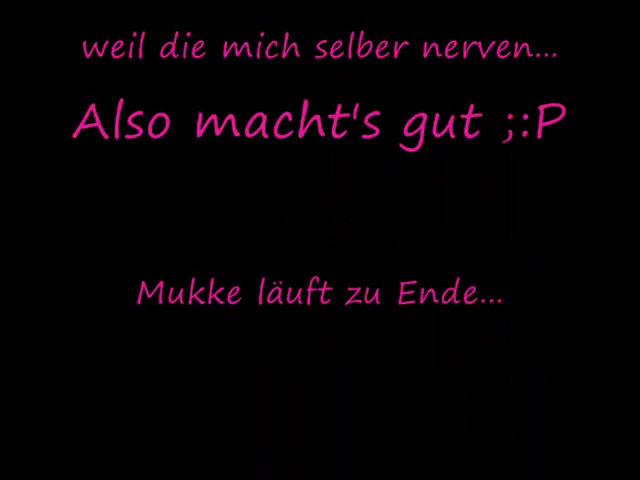 weil die mich selber nerven...
Also macht's gut ;:P
Mukke läuft zu Ende...